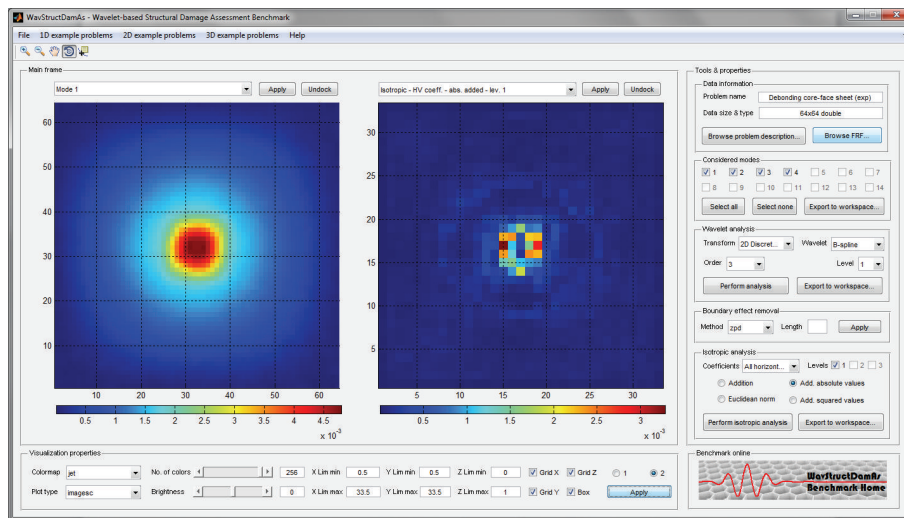 WavStructDamAs - Wavelet-based Structural Damage Assessment Benchmark
File 1D example problems 2D example problems 3D example problems Help
Main frame
Mode 1 Apply Undock
Isotropic - HV coeff. - abs. added - lev. 1 Apply Undock
60
50
40
30
20
10
10 20 30 40 50 60
0.5 1 1.5 2 2.5 3 3.5 4 4.5
x 10⁻³
30
25
20
15
10
5
5 10 15 20 25 30
0.5 1 1.5 2 2.5 3
x 10⁻³
Tools & properties
Data information
Problem name Debonding core-face sheet (exp)
Data size & type 64x64 double
Browse problem description... Browse FRF...
Considered modes
1 2 3 4 5 6 7
8 9 10 11 12 13 14
Select all Select none Export to workspace...
Wavelet analysis
Transform 2D Discret... Wavelet B-spline
Order 3 Level 1
Perform analysis Export to workspace...
Boundary effect removal
Method zpd Length Apply
Isotropic analysis
Coefficients All horizont... Levels 1 2 3
Addition Add. absolute values
Euclidean norm Add. squared values
Perform isotropic analysis Export to workspace...
Visualization properties
Colormap jet No. of colors 256 X Lim min 0.5 Y Lim min 0.5 Z Lim min 0 Grid X Grid Z 1 2
Plot type imagesc Brightness 0 X Lim max 33.5 Y Lim max 33.5 Z Lim max 1 Grid Y Box Apply
Benchmark online
WavStructDamAs
Benchmark Home